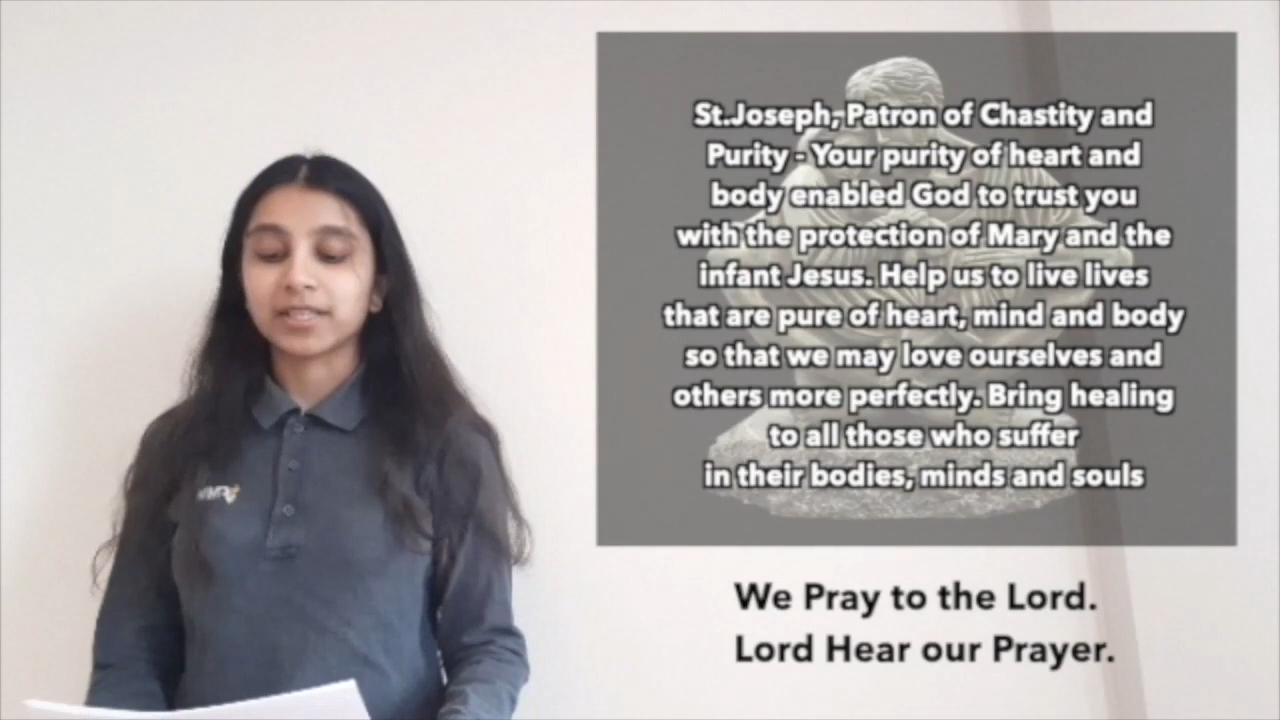 St.Joseph, Patron of Chastity and
Purity - Your purity of heart and
body enabled God to trust you
with the protection of Mary and the
infant Jesus. Help us to live lives
that are pure of heart, mind and body
so that we may love ourselves and
others more perfectly. Bring healing
to all those who suffer
in their bodies, minds and souls
We Pray to the Lord.
Lord Hear our Prayer.